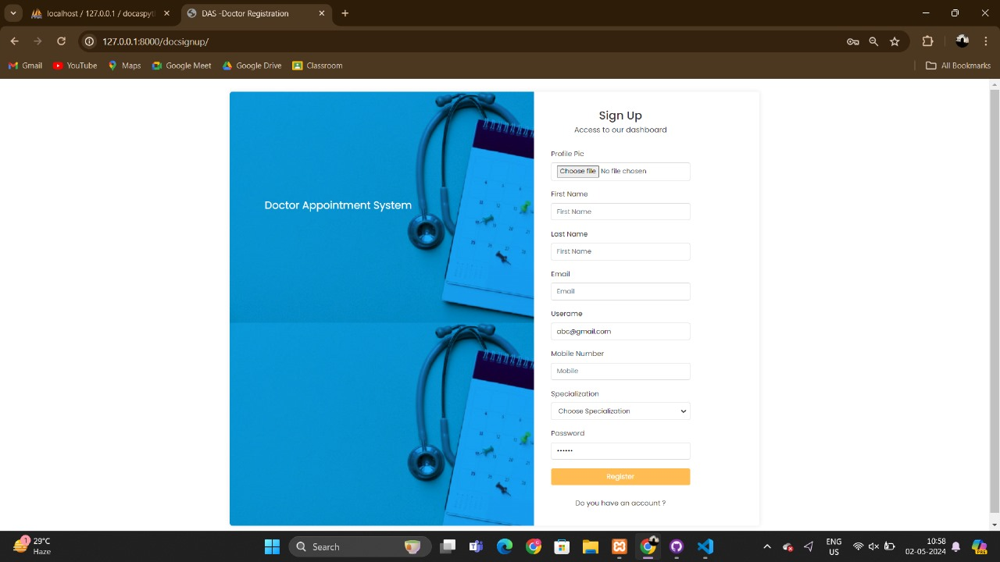 localhost / 127.0.0.1 / docaspyt
DAS -Doctor Registration
127.0.0.1:8000/docsignup/
Gmail
YouTube
Maps
Google Meet
Google Drive
Classroom
All Bookmarks
Doctor Appointment System
Sign Up
Access to our dashboard
Profile Pic
Choose file No file chosen
First Name
First Name
Last Name
First Name
Email
Email
Userame
abc@gmail.com
Mobile Number
Mobile
Specialization
Choose Specialization
Password
••••••
Register
Do you have an account ?
1
29°C
Haze
Search
ENG
US
10:58
02-05-2024
PRE